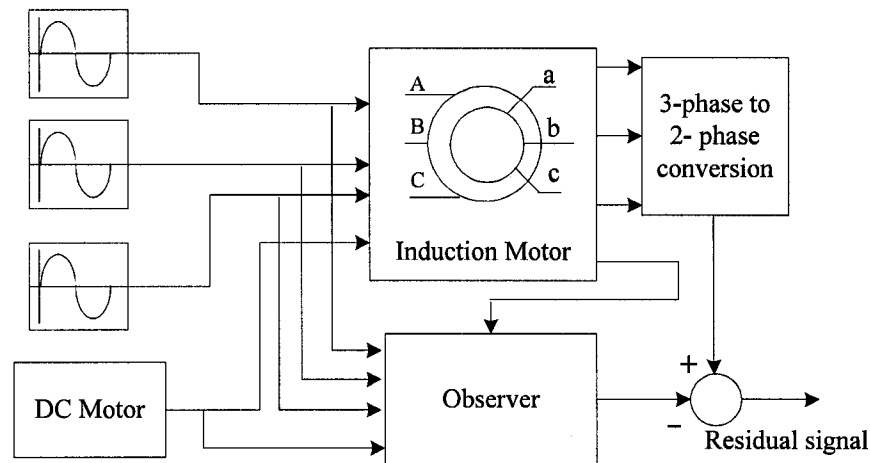 A
a
B
b
C
c
Induction Motor
3-phase to
2- phase
conversion
DC Motor
Observer
+
−
Residual signal